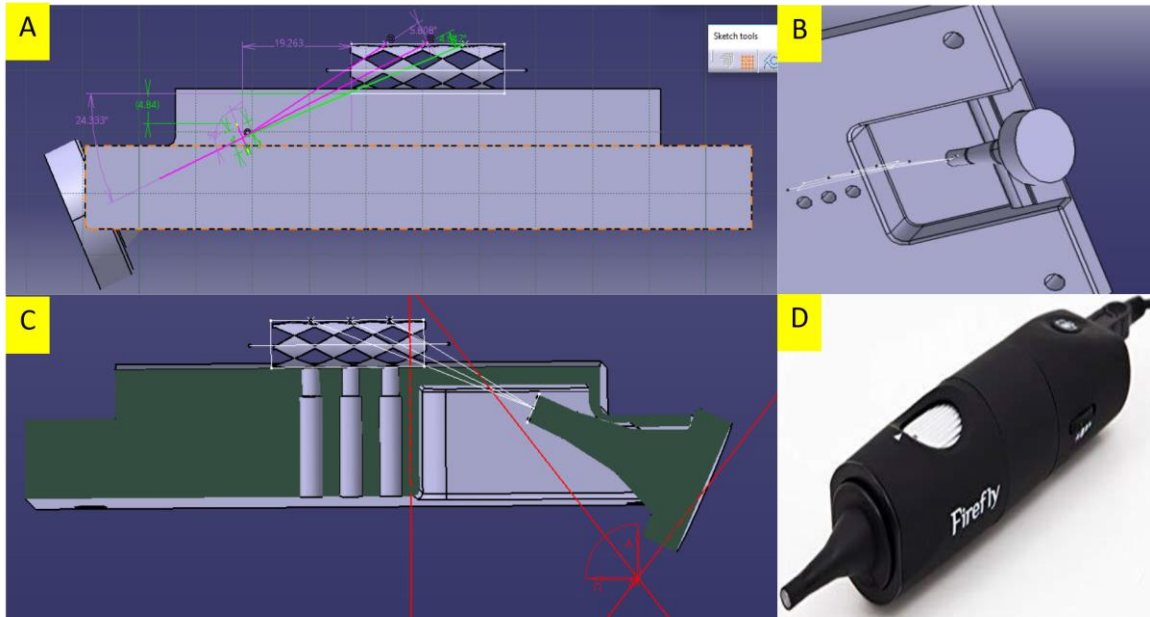 A
19.263
5.808°
Sketch tools
(4.84)
24.333°
B
C
D
Firefly